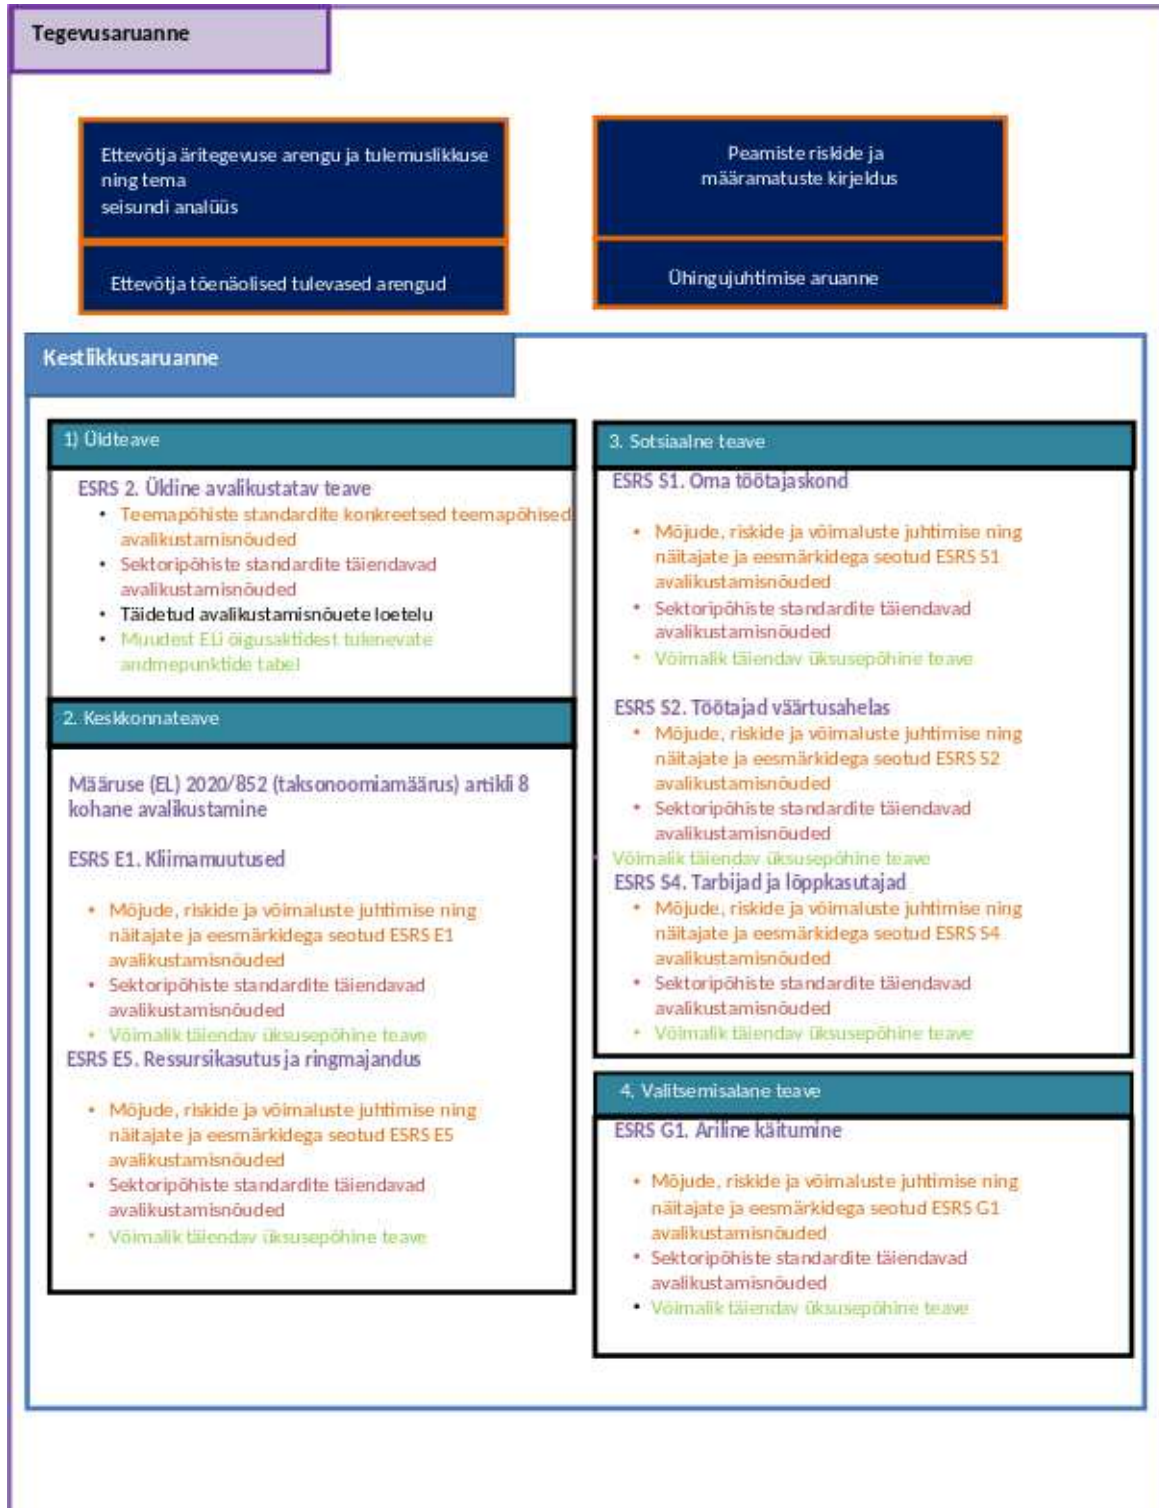 Tegevusaruanne
Ettevõtja äritegevuse arengu ja tulemuslikkuse
ning tema
seisundi analüüs
Ettevõtja tõenäolised tulevased arengud
Peamiste riskide ja
määramatuste kirjeldus
Ühingujuhtimise aruanne
Kestlikkusaruanne
1) Üldteave
ESRS 2. Üldine avalikustatav teave
• Teemapõhiste standardite konkreetsed teemapõhised
avalikustamisnõuded
• Sektoripõhiste standardite täiendavad
avalikustamisnõuded
• Täidetud avalikustamisnõuete loetelu
• Muudest ELi õigusaktidest tulenevate
andmepunktide tabel
2. Keskkonnateave
Määruse (EL) 2020/852 (taksonoomiamäärus) artikli 8
kohane avalikustamine
ESRS E1. Kliimamuutused
• Mõjude, riskide ja võimaluste juhtimise ning
näitajate ja eesmärkidega seotud ESRS E1
avalikustamisnõuded
• Sektoripõhiste standardite täiendavad
avalikustamisnõuded
• Võimalik täiendav üksusepõhine teave
ESRS E5. Ressursikasutus ja ringmajandus
• Mõjude, riskide ja võimaluste juhtimise ning
näitajate ja eesmärkidega seotud ESRS E5
avalikustamisnõuded
• Sektoripõhiste standardite täiendavad
avalikustamisnõuded
• Võimalik täiendav üksusepõhine teave
3. Sotsiaalne teave
ESRS S1. Oma töötajaskond
• Mõjude, riskide ja võimaluste juhtimise ning
näitajate ja eesmärkidega seotud ESRS S1
avalikustamisnõuded
• Sektoripõhiste standardite täiendavad
avalikustamisnõuded
• Võimalik täiendav üksusepõhine teave
ESRS S2. Töötajad väärtusahelas
• Mõjude, riskide ja võimaluste juhtimise ning
näitajate ja eesmärkidega seotud ESRS S2
avalikustamisnõuded
• Sektoripõhiste standardite täiendavad
avalikustamisnõuded
• Võimalik täiendav üksusepõhine teave
ESRS S4. Tarbijad ja lõppkasutajad
• Mõjude, riskide ja võimaluste juhtimise ning
näitajate ja eesmärkidega seotud ESRS S4
avalikustamisnõuded
• Sektoripõhiste standardite täiendavad
avalikustamisnõuded
• Võimalik täiendav üksusepõhine teave
4. Valitsemisalane teave
ESRS G1. Äriline käitumine
• Mõjude, riskide ja võimaluste juhtimise ning
näitajate ja eesmärkidega seotud ESRS G1
avalikustamisnõuded
• Sektoripõhiste standardite täiendavad
avalikustamisnõuded
• Võimalik täiendav üksusepõhine teave